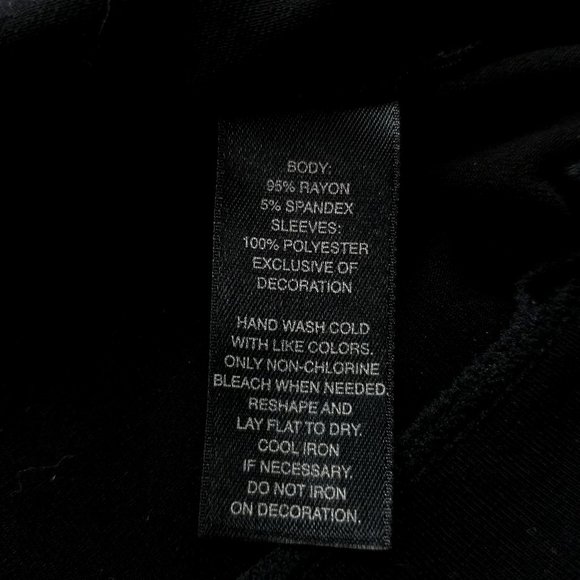 BODY:
95% RAYON
5% SPANDEX
SLEEVES:
100% POLYESTER
EXCLUSIVE OF
DECORATION
HAND WASH COLD
WITH LIKE COLORS.
ONLY NON-CHLORINE
BLEACH WHEN NEEDED.
RESHAPE AND
LAY FLAT TO DRY.
COOL IRON
IF NECESSARY.
DO NOT IRON
ON DECORATION.